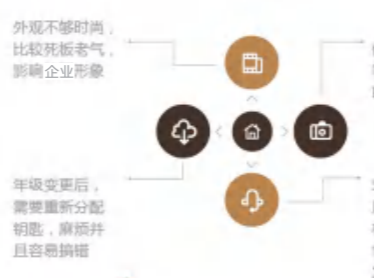 外观不够时尚，
比较死板老气，
影响企业形象
年级变更后，
需要重新分配
钥匙，麻烦并
且容易搞错